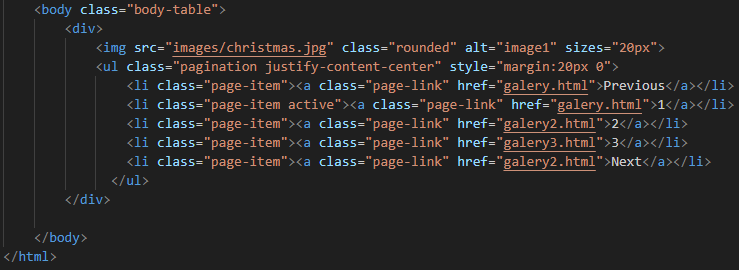 <body class="body-table">
<div>
<img src="images/christmas.jpg" class="rounded" alt="image1" sizes="20px">
<ul class="pagination justify-content-center" style="margin:20px 0">
<li class="page-item"><a class="page-link" href="galery.html">Previous</a></li>
<li class="page-item active"><a class="page-link" href="galery.html">1</a></li>
<li class="page-item"><a class="page-link" href="galery2.html">2</a></li>
<li class="page-item"><a class="page-link" href="galery3.html">3</a></li>
<li class="page-item"><a class="page-link" href="galery2.html">Next</a></li>
</ul>
</div>
</body>
</html>